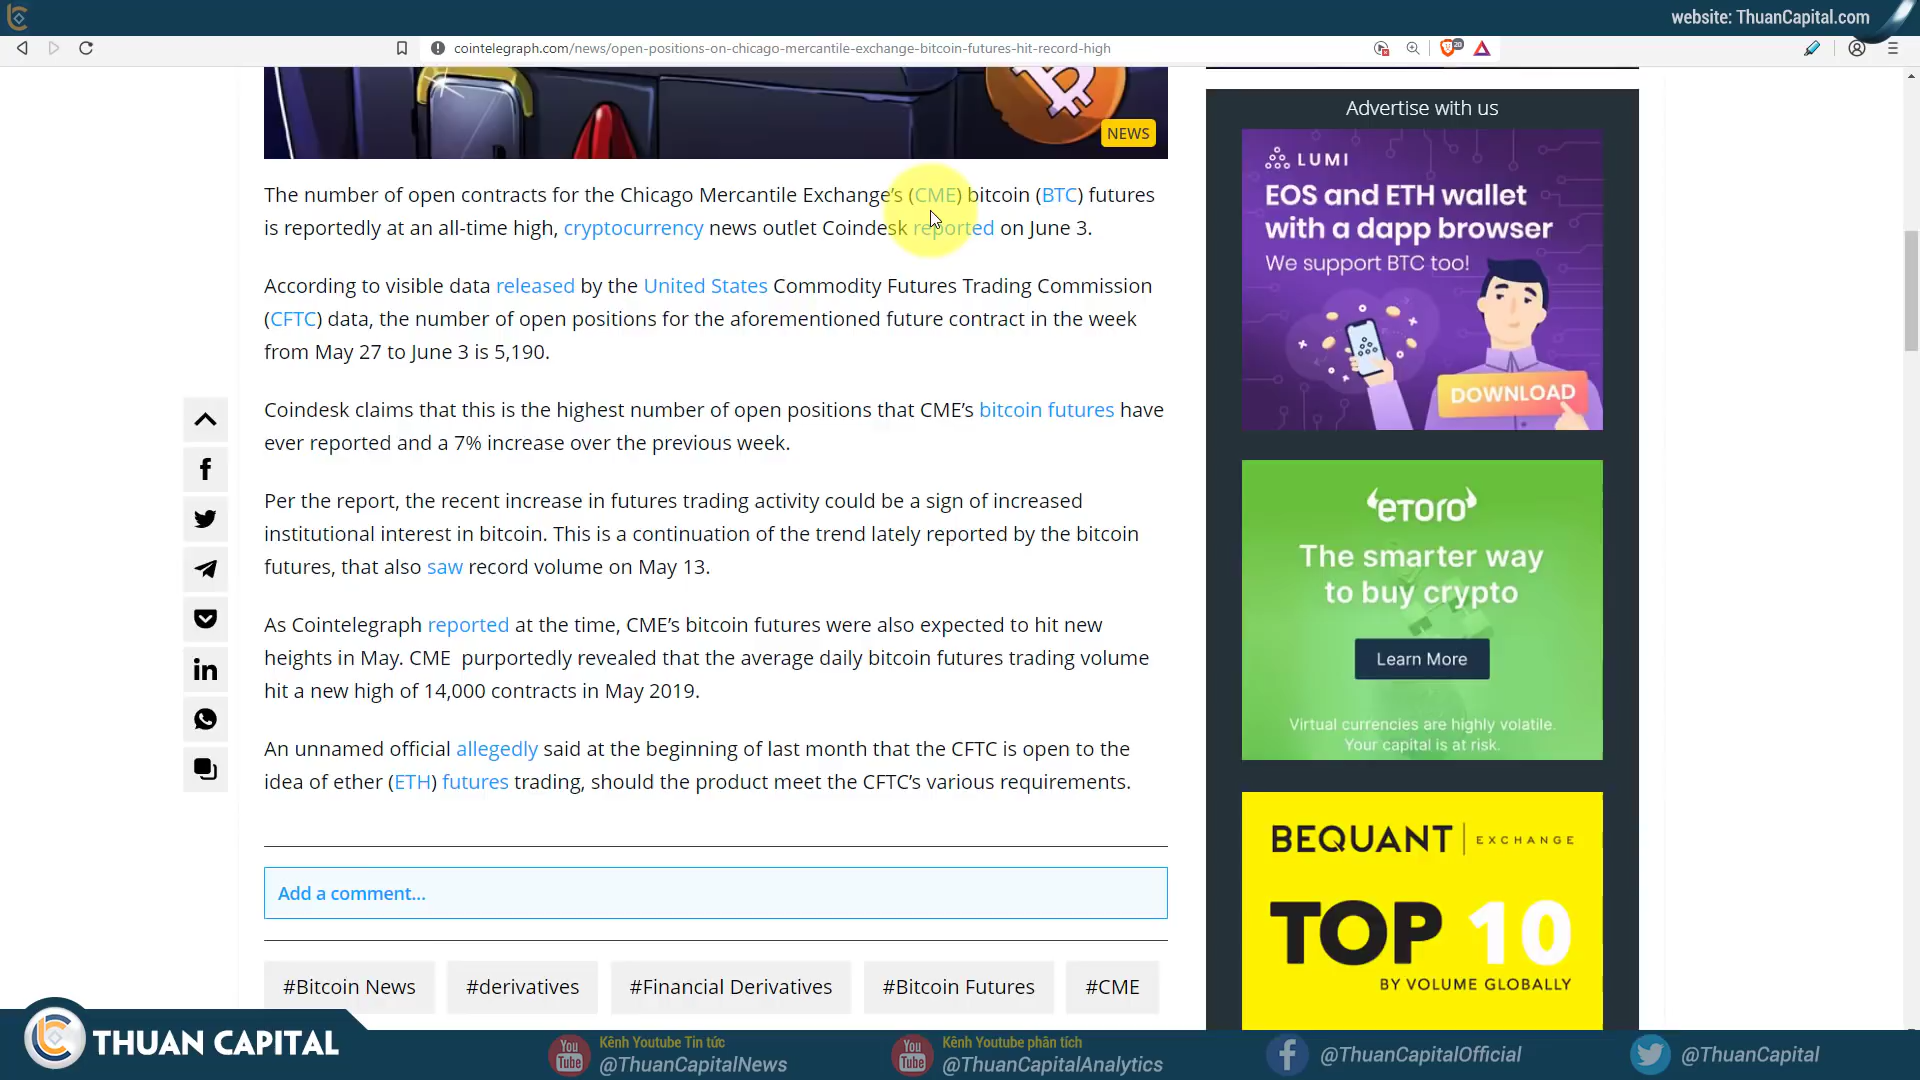 website: ThuanCapital.com
cointelegraph.com/news/open-positions-on-chicago-mercantile-exchange-bitcoin-futures-hit-record-high
20
NEWS
The number of open contracts for the Chicago Mercantile Exchange's (CME) bitcoin (BTC) futures
is reportedly at an all-time high, cryptocurrency news outlet Coindesk reported on June 3.
According to visible data released by the United States Commodity Futures Trading Commission
(CFTC) data, the number of open positions for the aforementioned future contract in the week
from May 27 to June 3 is 5,190.
Coindesk claims that this is the highest number of open positions that CME's bitcoin futures have
ever reported and a 7% increase over the previous week.
Per the report, the recent increase in futures trading activity could be a sign of increased
institutional interest in bitcoin. This is a continuation of the trend lately reported by the bitcoin
futures, that also saw record volume on May 13.
As Cointelegraph reported at the time, CME's bitcoin futures were also expected to hit new
heights in May. CME purportedly revealed that the average daily bitcoin futures trading volume
hit a new high of 14,000 contracts in May 2019.
An unnamed official allegedly said at the beginning of last month that the CFTC is open to the
idea of ether (ETH) futures trading, should the product meet the CFTC's various requirements.
Add a comment...
#Bitcoin News
#derivatives
#Financial Derivatives
#Bitcoin Futures
#CME
Advertise with us
LUMI
EOS and ETH wallet
with a dapp browser
We support BTC too!
DOWNLOAD
eToro
The smarter way
to buy crypto
Learn More
Virtual currencies are highly volatile.
Your capital is at risk.
BEQUANT EXCHANGE
TOP 10
BY VOLUME GLOBALLY
THUAN CAPITAL
You Tube
Kênh Youtube Tin tức
@ThuanCapitalNews
You Tube
Kênh Youtube phân tích
@ThuanCapitalAnalytics
@ThuanCapitalOfficial
@ThuanCapital